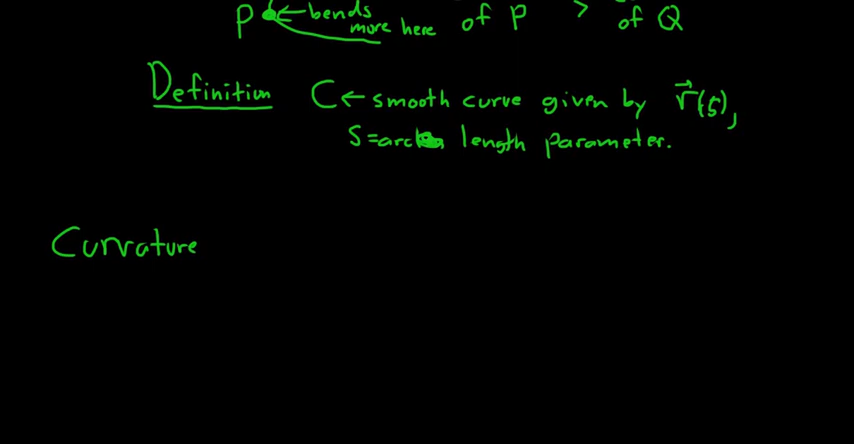 P ← bends more here of P > of Q
Definition C ← smooth curve given by r⃗(s),
s = arc length parameter.
Curvature